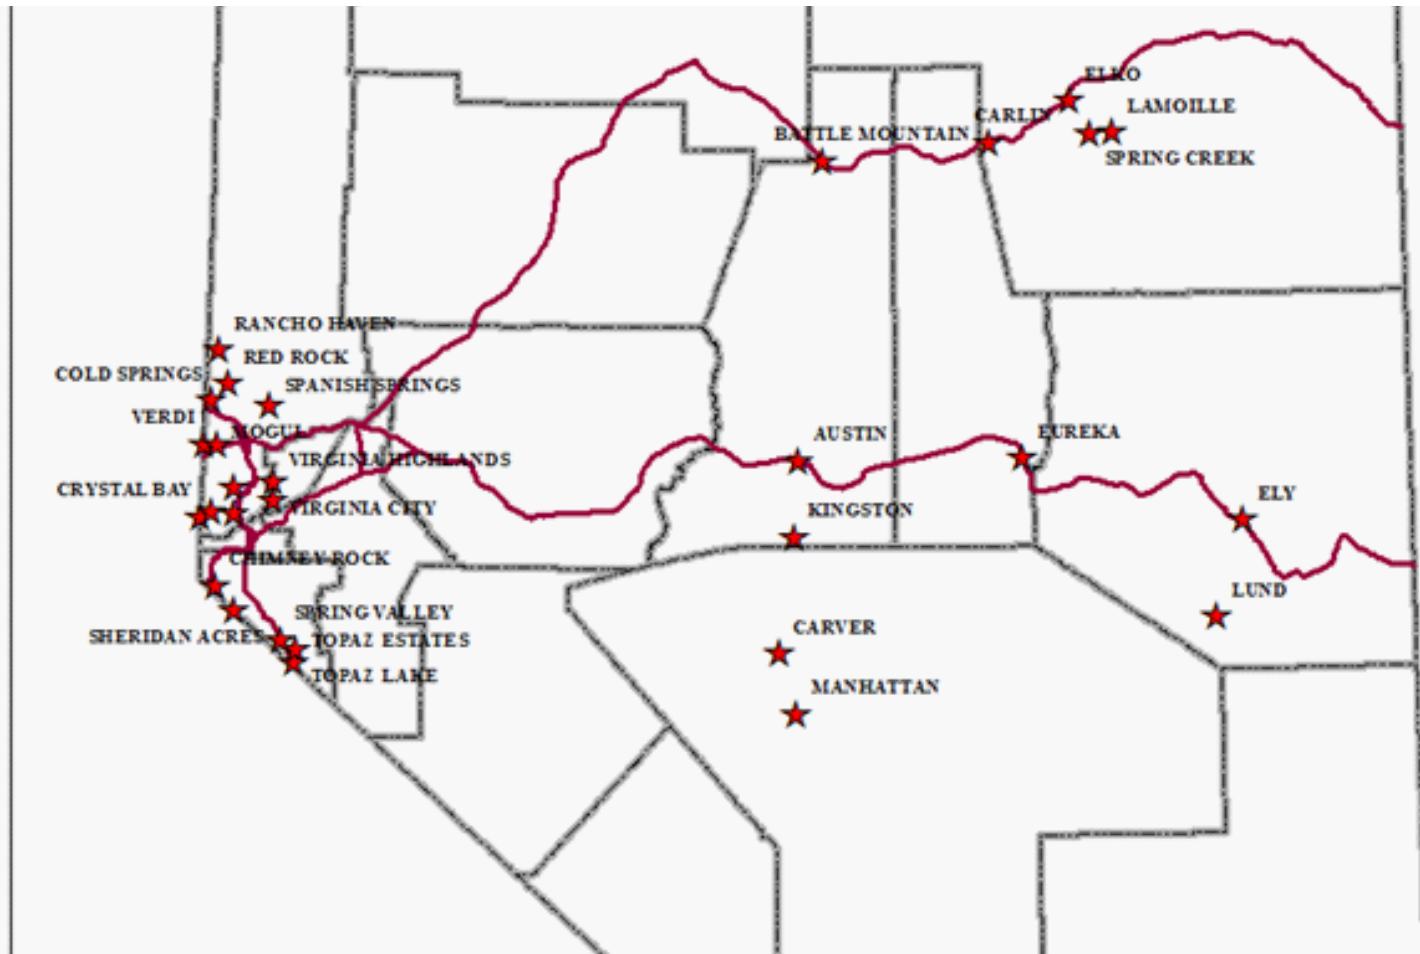 ELKO
LAMOILLE
CARLIN
BATTLE MOUNTAIN
SPRING CREEK
RANCHO HAVEN
RED ROCK
COLD SPRINGS
SPANISH SPRINGS
VERDI
MOGUL
AUSTIN
EUREKA
VIRGINIA HIGHLANDS
CRYSTAL BAY
ELY
VIRGINIA CITY
KINGSTON
CHIMNEY ROCK
LUND
SPRING VALLEY
CARVER
SHERIDAN ACRES
TOPAZ ESTATES
TOPAZ LAKE
MANHATTAN